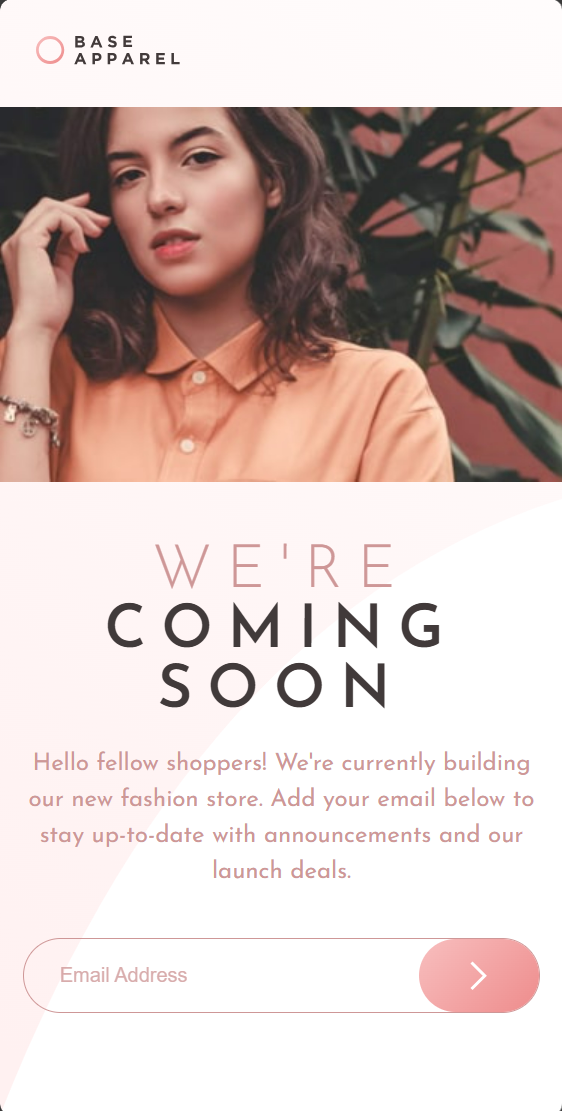 BASE
APPAREL
WE'RE
COMING
SOON
Hello fellow shoppers! We're currently building
our new fashion store. Add your email below to
stay up-to-date with announcements and our
launch deals.
Email Address